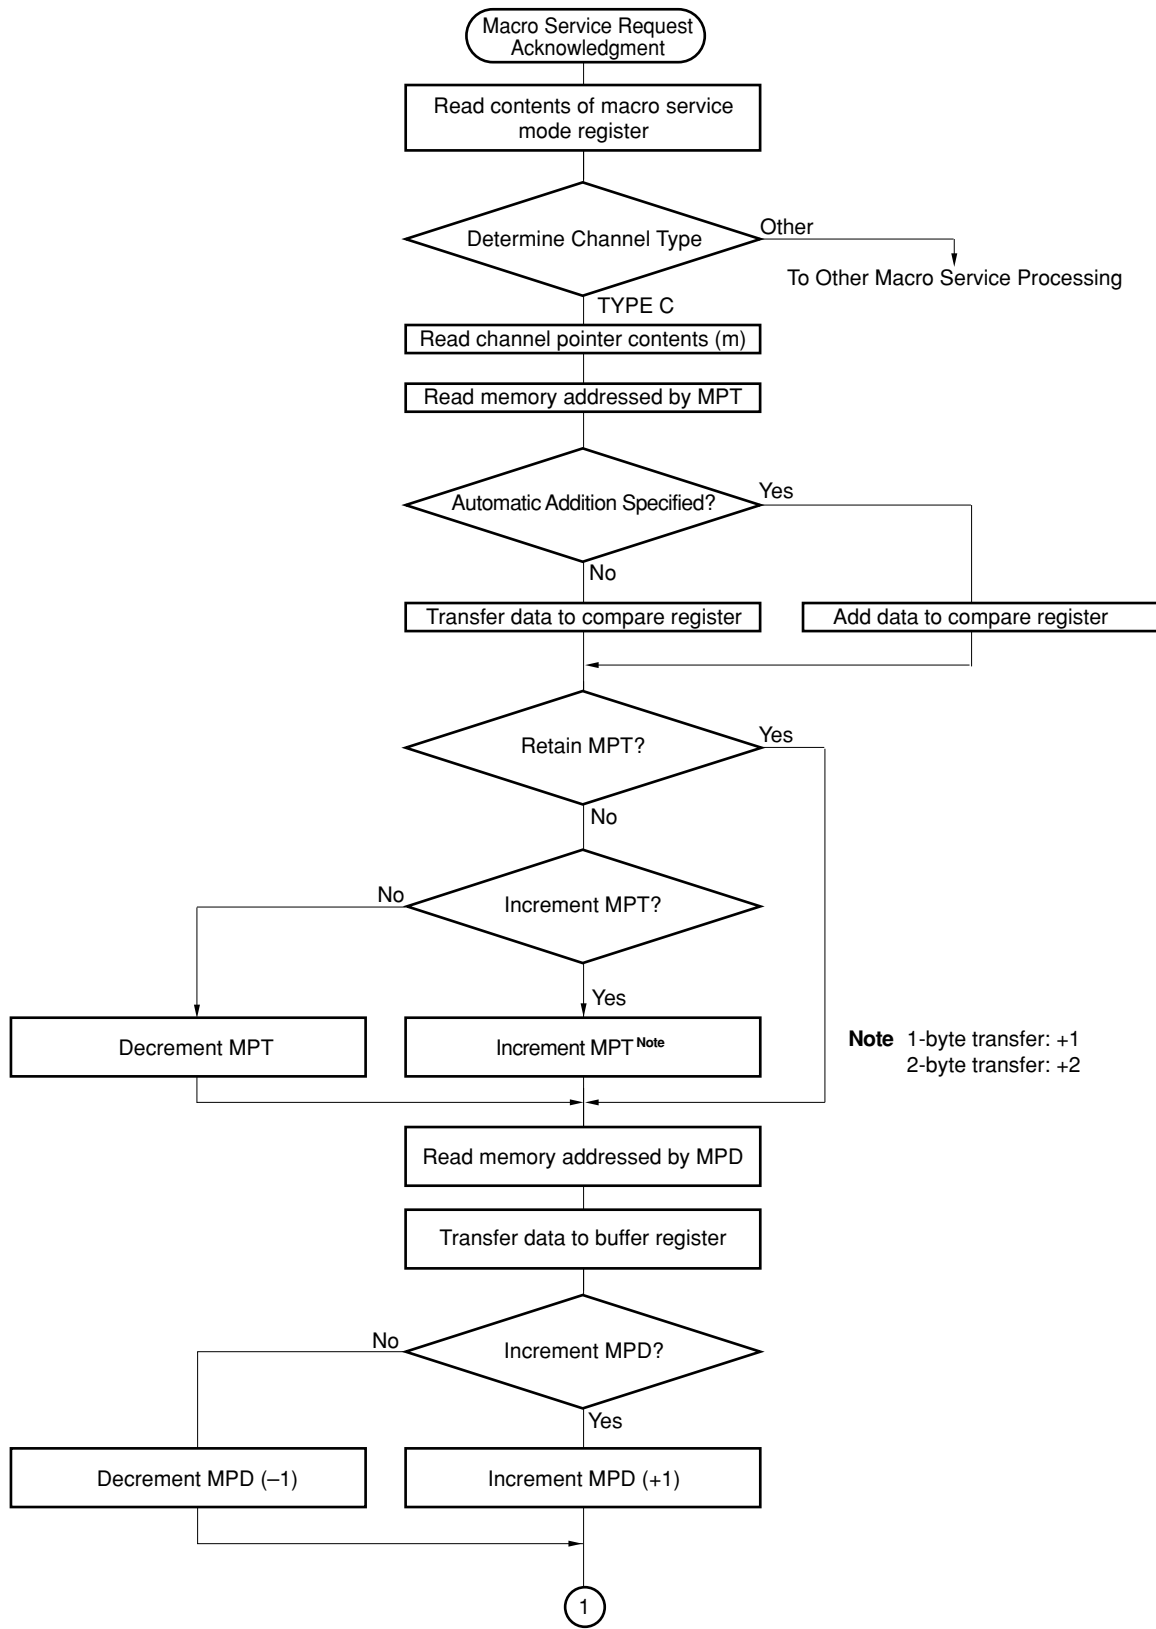 Macro Service Request
Acknowledgment
Read contents of macro service
mode register
Determine Channel Type
Other
To Other Macro Service Processing
TYPE C
Read channel pointer contents (m)
Read memory addressed by MPT
Automatic Addition Specified?
Yes
No
Transfer data to compare register
Add data to compare register
Retain MPT?
Yes
No
Increment MPT?
No
Yes
Decrement MPT
Increment MPT Note
Note 1-byte transfer: +1
2-byte transfer: +2
Read memory addressed by MPD
Transfer data to buffer register
Increment MPD?
No
Yes
Decrement MPD (–1)
Increment MPD (+1)
1